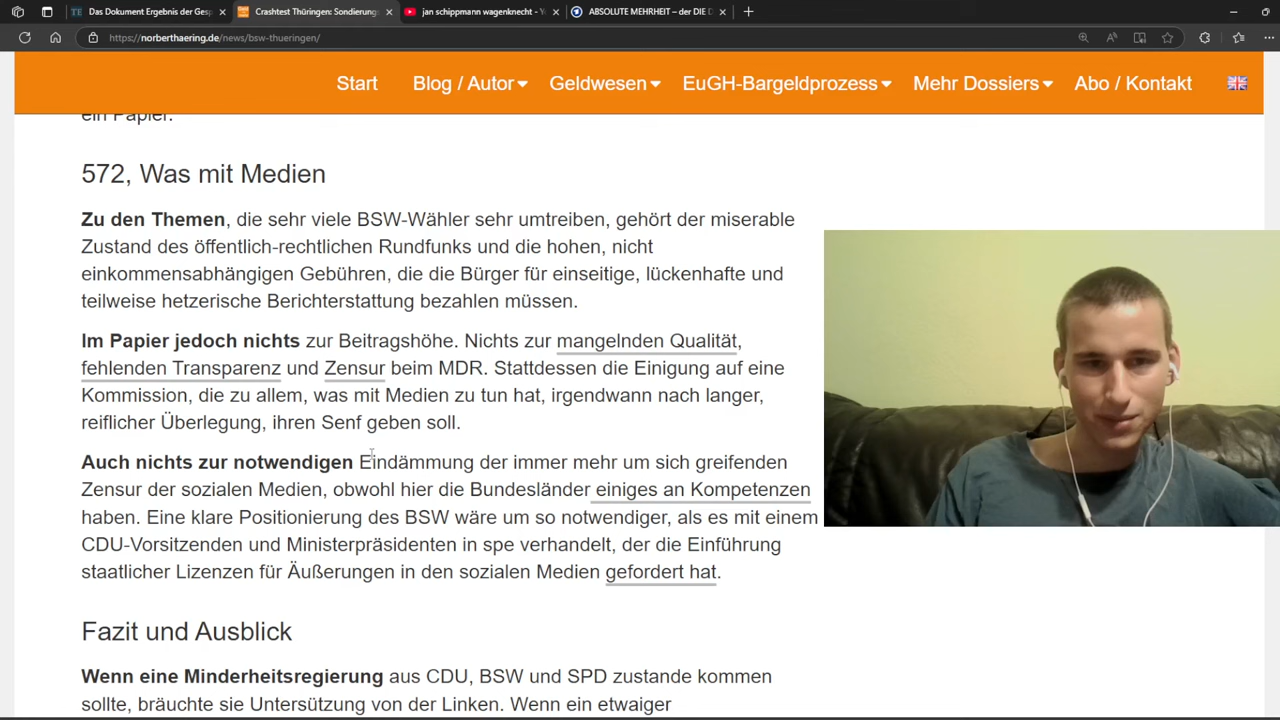 Das Dokument Ergebnis der Gesp
Crashtest Thüringen: Sondierung
jan schippmann wagenknecht - Y
ABSOLUTE MEHRHEIT – der DIE D
https://norberthaering.de/news/bsw-thueringen/
Start Blog / Autor Geldwesen EuGH-Bargeldprozess Mehr Dossiers Abo / Kontakt
ein Papier.
572, Was mit Medien
Zu den Themen, die sehr viele BSW-Wähler sehr umtreiben, gehört der miserable
Zustand des öffentlich-rechtlichen Rundfunks und die hohen, nicht
einkommensabhängigen Gebühren, die die Bürger für einseitige, lückenhafte und
teilweise hetzerische Berichterstattung bezahlen müssen.
Im Papier jedoch nichts zur Beitragshöhe. Nichts zur mangelnden Qualität,
fehlenden Transparenz und Zensur beim MDR. Stattdessen die Einigung auf eine
Kommission, die zu allem, was mit Medien zu tun hat, irgendwann nach langer,
reiflicher Überlegung, ihren Senf geben soll.
Auch nichts zur notwendigen Eindämmung der immer mehr um sich greifenden
Zensur der sozialen Medien, obwohl hier die Bundesländer einiges an Kompetenzen
haben. Eine klare Positionierung des BSW wäre um so notwendiger, als es mit einem
CDU-Vorsitzenden und Ministerpräsidenten in spe verhandelt, der die Einführung
staatlicher Lizenzen für Äußerungen in den sozialen Medien gefordert hat.
Fazit und Ausblick
Wenn eine Minderheitsregierung aus CDU, BSW und SPD zustande kommen
sollte, bräuchte sie Untersützung von der Linken. Wenn ein etwaiger